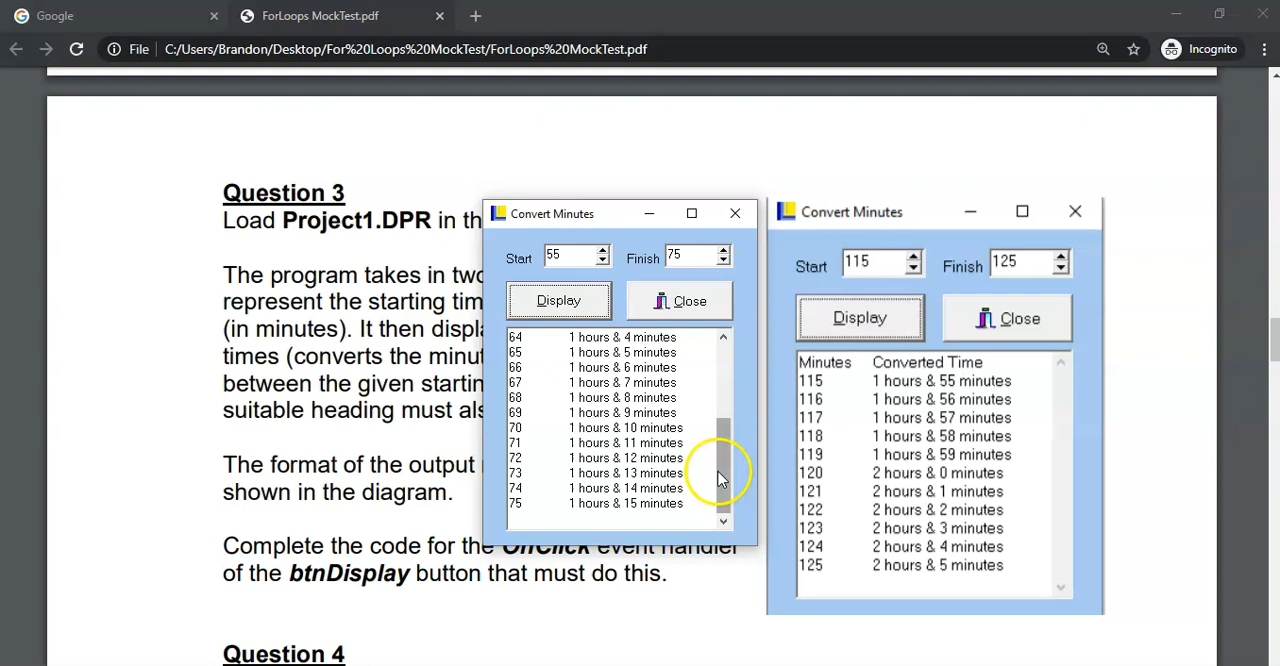 Google
ForLoops MockTest.pdf
File
C:/Users/Brandon/Desktop/For%20Loops%20MockTest/ForLoops%20MockTest.pdf
Incognito
Question 3
Load Project1.DPR in th
The program takes in two
represent the starting tim
(in minutes). It then displ
times (converts the minut
between the given starting
suitable heading must als
The format of the output
shown in the diagram.
Complete the code for the OnClick event handler
of the btnDisplay button that must do this.
Question 4
Convert Minutes
Start 55 Finish 75
Display Close
64 1 hours & 4 minutes
65 1 hours & 5 minutes
66 1 hours & 6 minutes
67 1 hours & 7 minutes
68 1 hours & 8 minutes
69 1 hours & 9 minutes
70 1 hours & 10 minutes
71 1 hours & 11 minutes
72 1 hours & 12 minutes
73 1 hours & 13 minutes
74 1 hours & 14 minutes
75 1 hours & 15 minutes
Convert Minutes
Start 115 Finish 125
Display Close
Minutes Converted Time
115 1 hours & 55 minutes
116 1 hours & 56 minutes
117 1 hours & 57 minutes
118 1 hours & 58 minutes
119 1 hours & 59 minutes
120 2 hours & 0 minutes
121 2 hours & 1 minutes
122 2 hours & 2 minutes
123 2 hours & 3 minutes
124 2 hours & 4 minutes
125 2 hours & 5 minutes